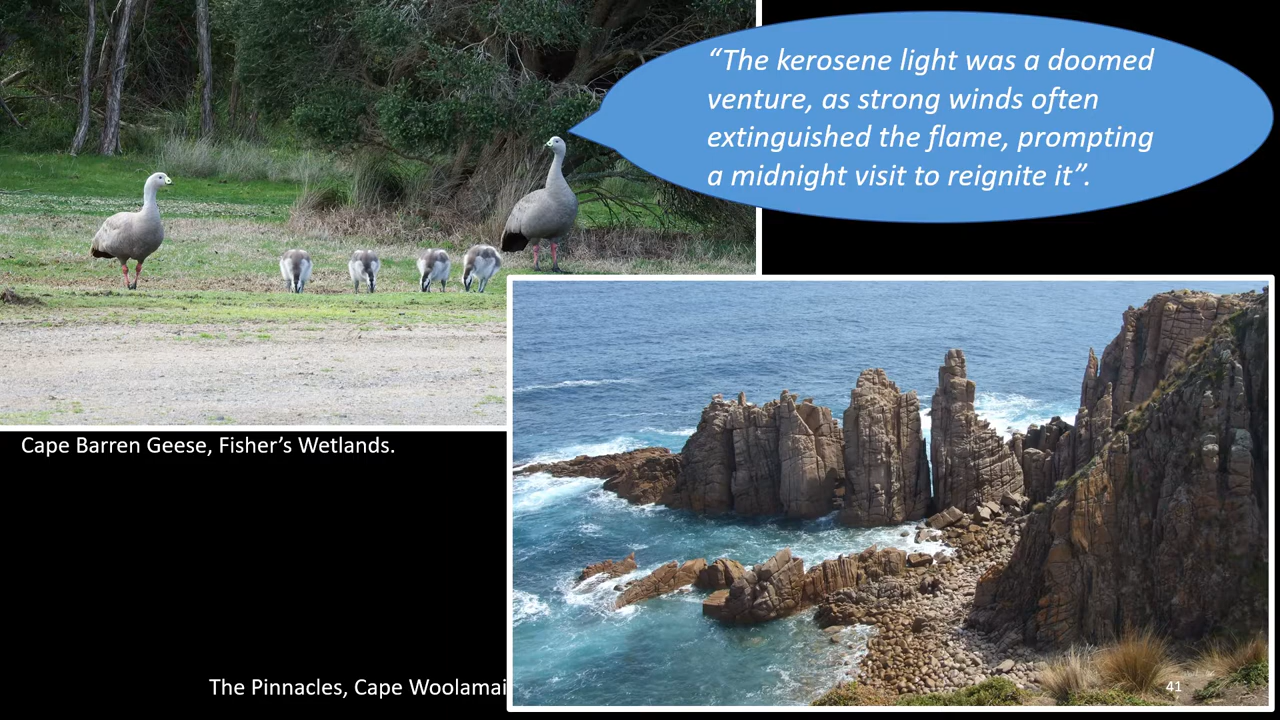 “The kerosene light was a doomed
venture, as strong winds often
extinguished the flame, prompting
a midnight visit to reignite it”.
Cape Barren Geese, Fisher’s Wetlands.
The Pinnacles, Cape Woolamai
41